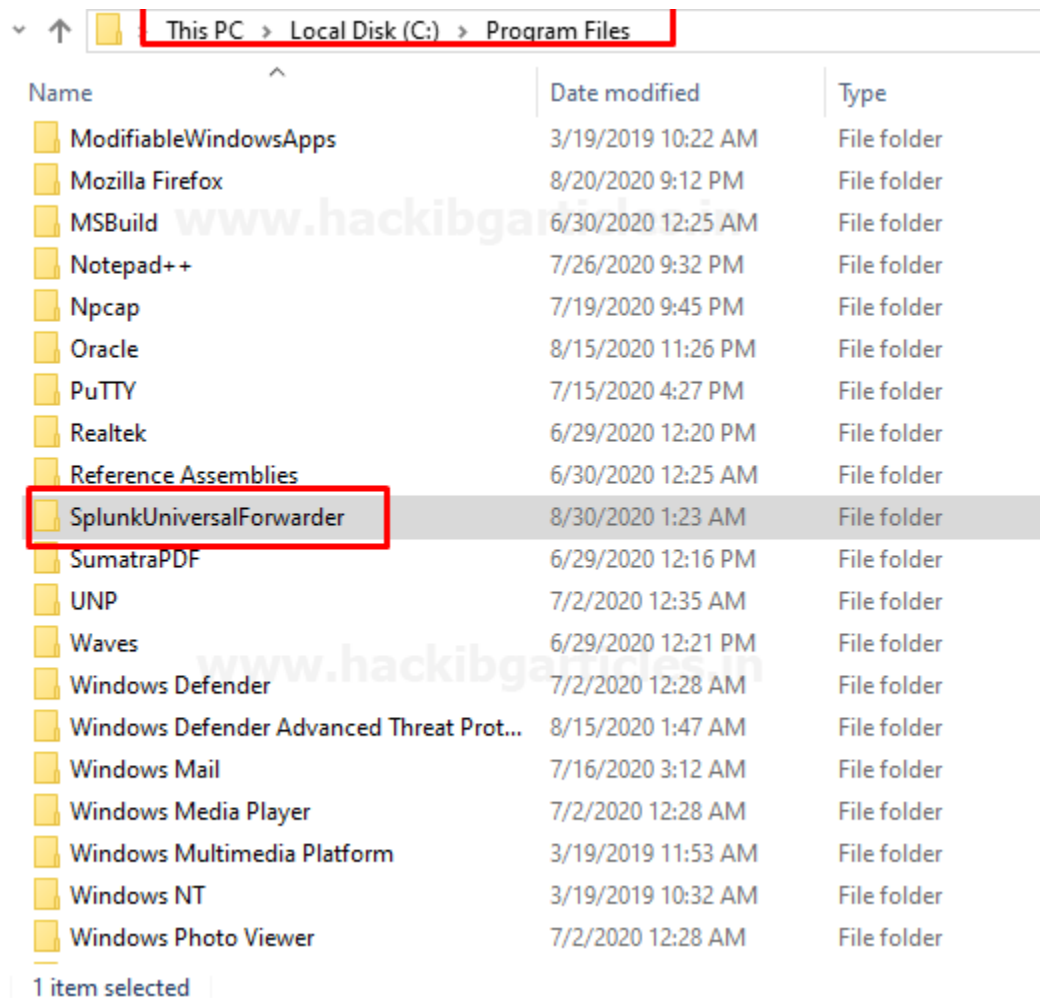 This PC > Local Disk (C:) > Program Files
Name Date modified Type
ModifiableWindowsApps 3/19/2019 10:22 AM File folder
Mozilla Firefox 8/20/2020 9:12 PM File folder
www.hackibgarticles.in
MSBuild 6/30/2020 12:25 AM File folder
Notepad++ 7/26/2020 9:32 PM File folder
Npcap 7/19/2020 9:45 PM File folder
Oracle 8/15/2020 11:26 PM File folder
PuTTY 7/15/2020 4:27 PM File folder
Realtek 6/29/2020 12:20 PM File folder
Reference Assemblies 6/30/2020 12:25 AM File folder
SplunkUniversalForwarder 8/30/2020 1:23 AM File folder
SumatraPDF 6/29/2020 12:16 PM File folder
UNP 7/2/2020 12:35 AM File folder
Waves 6/29/2020 12:21 PM File folder
www.hackibgarticles.in
Windows Defender 7/2/2020 12:28 AM File folder
Windows Defender Advanced Threat Prot... 8/15/2020 1:47 AM File folder
Windows Mail 7/16/2020 3:12 AM File folder
Windows Media Player 7/2/2020 12:28 AM File folder
Windows Multimedia Platform 3/19/2019 11:53 AM File folder
Windows NT 3/19/2019 10:32 AM File folder
Windows Photo Viewer 7/2/2020 12:28 AM File folder
1 item selected